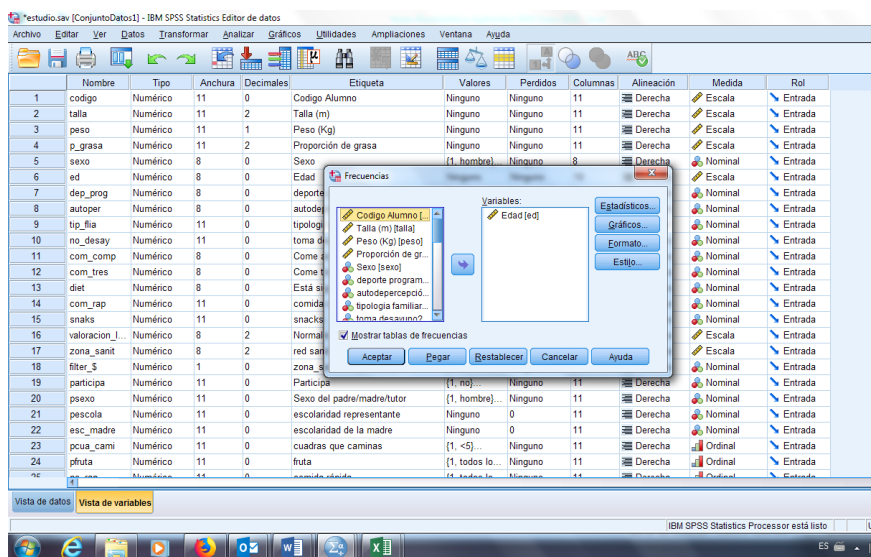 *estudio.sav [ConjuntoDatos1] - IBM SPSS Statistics Editor de datos
Archivo Editar Ver Datos Transformar Analizar Gráficos Utilidades Ampliaciones Ventana Ayuda
Nombre Tipo Anchura Decimales Etiqueta Valores Perdidos Columnas Alineación Medida Rol
1 codigo Numérico 11 0 Codigo Alumno Ninguno Ninguno 11 Derecha Escala Entrada
2 talla Numérico 11 2 Talla (m) Ninguno Ninguno 11 Derecha Escala Entrada
3 peso Numérico 11 1 Peso (Kg) Ninguno Ninguno 11 Derecha Escala Entrada
4 p_grasa Numérico 11 2 Proporción de grasa Ninguno Ninguno 11 Derecha Escala Entrada
5 sexo Numérico 8 0 Sexo {1, hombre}... Ninguno 8 Derecha Nominal Entrada
6 ed Numérico 8 0 Edad Escala Entrada
7 dep_prog Numérico 8 0 deporte Nominal Entrada
8 autoper Numérico 8 0 Nominal Entrada
9 tip_flia Numérico 11 0 Nominal Entrada
10 no_desay Numérico 11 0 toma Nominal Entrada
11 com_comp Numérico 8 0 Come Nominal Entrada
12 com_tres Numérico 8 0 Come Nominal Entrada
13 diet Numérico 8 0 Está Nominal Entrada
14 com_rap Numérico 11 0 comida Nominal Entrada
15 snaks Numérico 11 0 snacks Nominal Entrada
16 valoracion_l... Numérico 8 2 Escala Entrada
17 zona_sanit Numérico 8 2 red Escala Entrada
18 filter_$ Numérico 1 0 Nominal Entrada
19 participa Numérico 11 0 Participa {1, no}... Ninguno 11 Derecha Nominal Entrada
20 psexo Numérico 11 0 Sexo del padre/madre/tutor {1, hombre}... Ninguno 11 Derecha Nominal Entrada
21 pescola Numérico 11 0 escolaridad representante Ninguno 0 11 Derecha Nominal Entrada
22 esc_madre Numérico 11 0 escolaridad de la madre Ninguno Ninguno 11 Derecha Nominal Entrada
23 pcua_cami Numérico 11 0 cuadras que caminas {1, <5}... Ninguno 11 Derecha Ordinal Entrada
24 pfruta Numérico 11 0 fruta {1, todos lo... Ninguno 11 Derecha Ordinal Entrada
Frecuencias
Codigo Alumno [...
Talla (m) [talla]
Peso (Kg) [peso]
Proporción de gr...
Sexo [sexo]
deporte program...
autodepercepció...
tipologia familiar...
toma desayuno?
Variables:
Edad [ed]
Estadísticos...
Gráficos...
Formato...
Estilo...
Mostrar tablas de frecuencias
Aceptar Pegar Restablecer Cancelar Ayuda
Vista de datos Vista de variables
IBM SPSS Statistics Processor está listo
ES